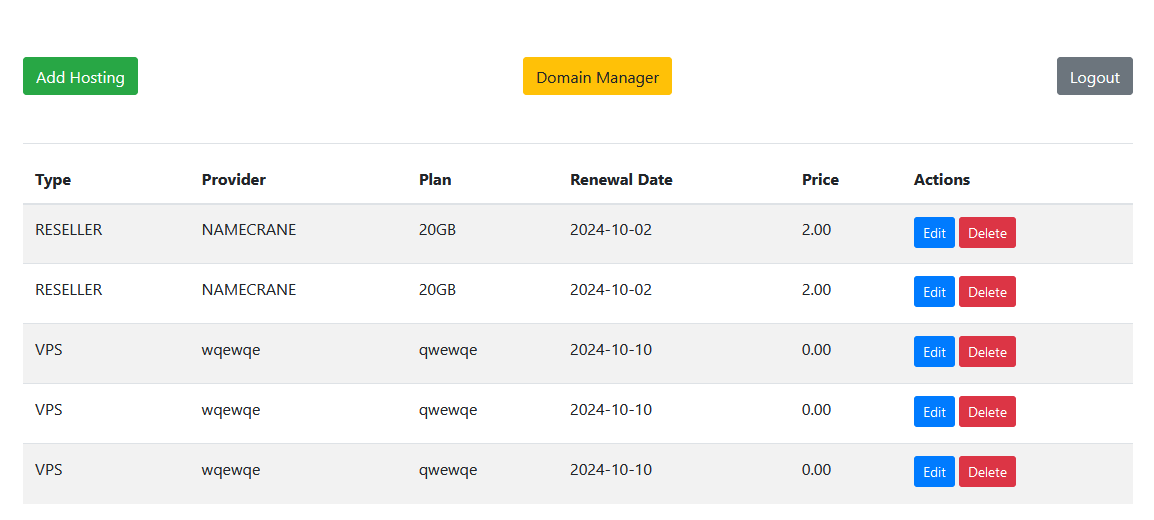 Add Hosting Domain Manager Logout
Type Provider Plan Renewal Date Price Actions
RESELLER NAMECRANE 20GB 2024-10-02 2.00 Edit Delete
RESELLER NAMECRANE 20GB 2024-10-02 2.00 Edit Delete
VPS wqewqe qwewqe 2024-10-10 0.00 Edit Delete
VPS wqewqe qwewqe 2024-10-10 0.00 Edit Delete
VPS wqewqe qwewqe 2024-10-10 0.00 Edit Delete